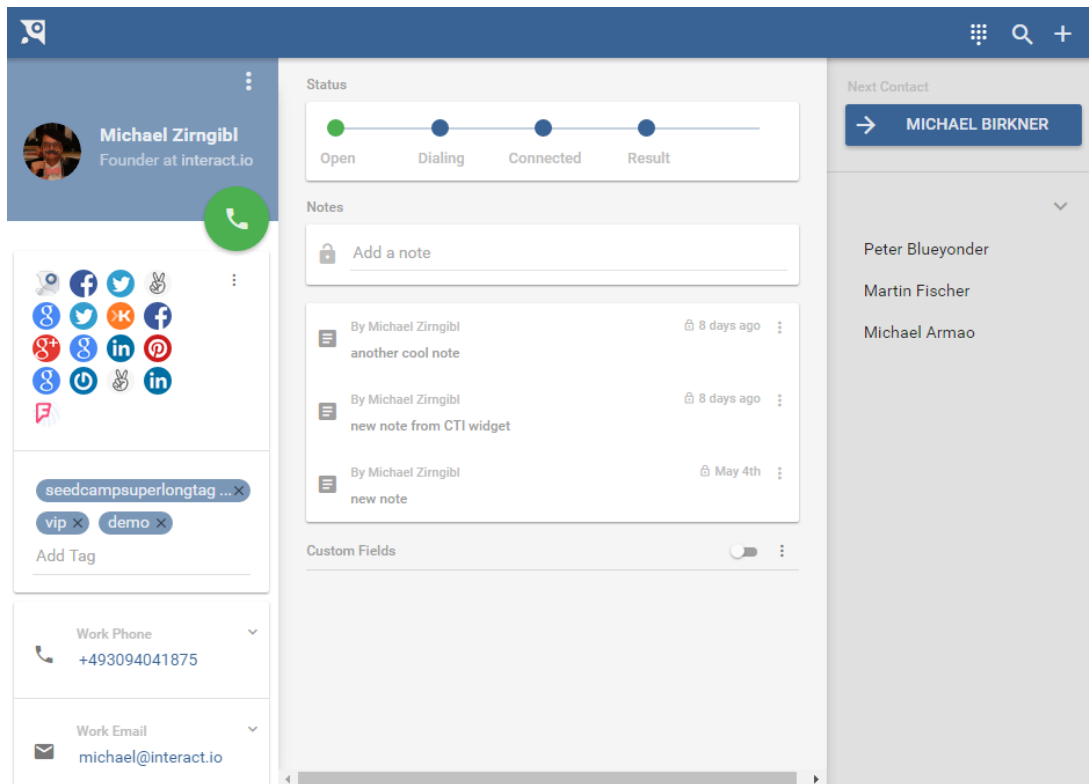 Michael Zirngibl
Founder at interact.io
seedcampsuperlongtag ...
vip
demo
Add Tag
Work Phone
+493094041875
Work Email
michael@interact.io
Status
Open
Dialing
Connected
Result
Notes
Add a note
By Michael Zirngibl
8 days ago
another cool note
By Michael Zirngibl
8 days ago
new note from CTI widget
By Michael Zirngibl
May 4th
new note
Custom Fields
Next Contact
MICHAEL BIRKNER
Peter Blueyonder
Martin Fischer
Michael Armao